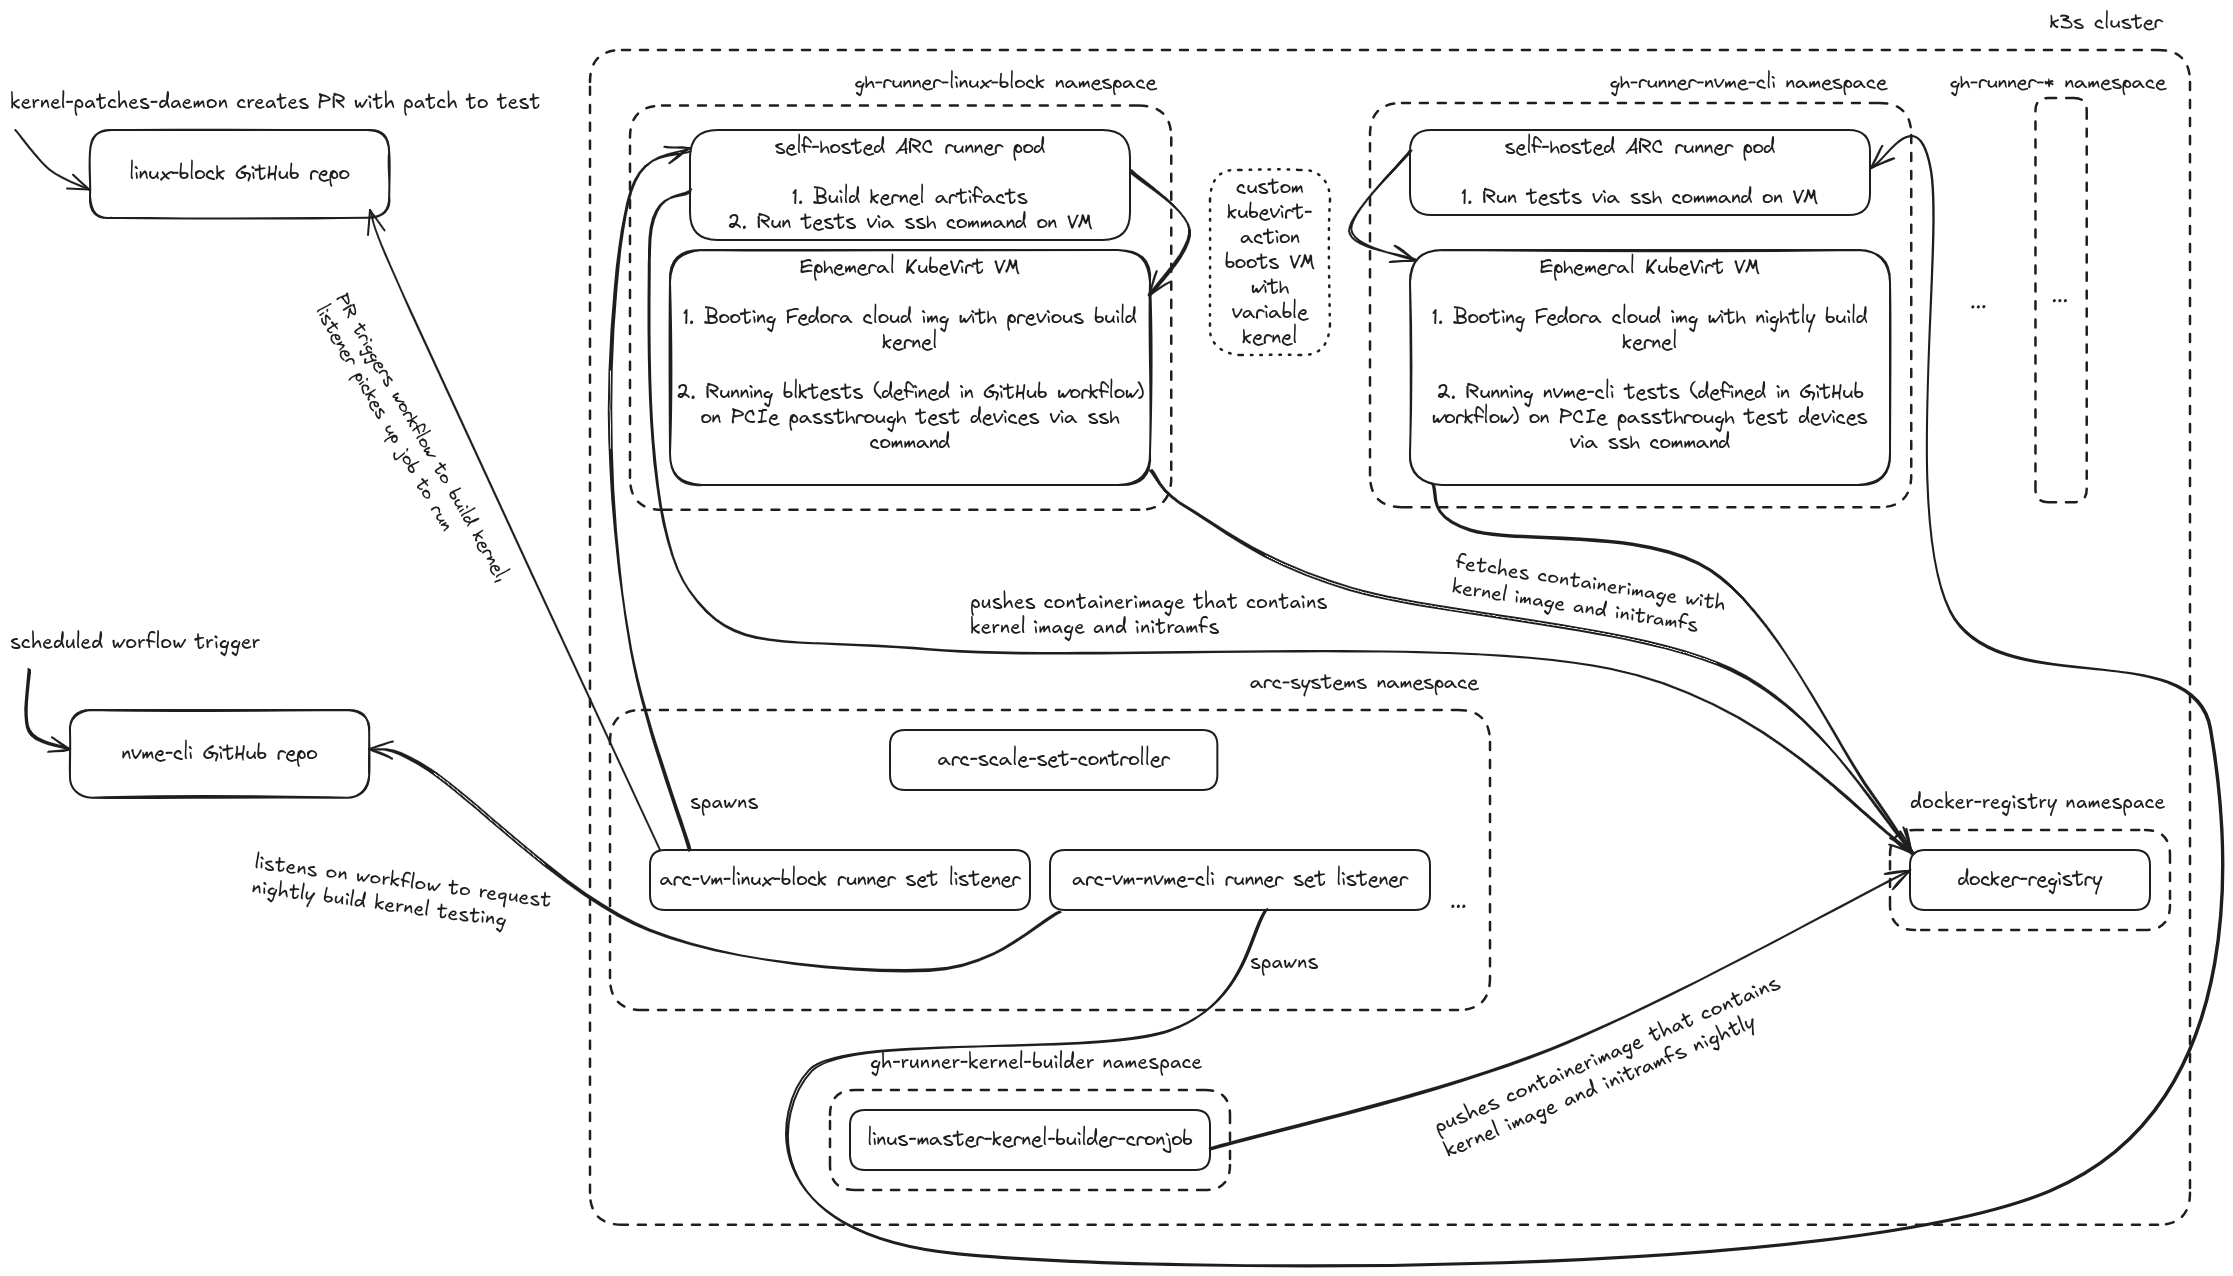 k3s cluster
kernel-patches-daemon creates PR with patch to test
linux-block GitHub repo
gh-runner-linux-block namespace
self-hosted ARC runner pod
1. Build kernel artifacts
2. Run tests via ssh command on VM
Ephemeral KubeVirt VM
1. Booting Fedora cloud img with previous build
kernel
2. Running blktests (defined in GitHub workflow)
on PCIe passthrough test devices via ssh
command
custom
kubevirt-
action
boots VM
with
variable
kernel
gh-runner-nvme-cli namespace
self-hosted ARC runner pod
1. Run tests via ssh command on VM
Ephemeral KubeVirt VM
1. Booting Fedora cloud img with nightly build
kernel
2. Running nvme-cli tests (defined in GitHub
workflow) on PCIe passthrough test devices
via ssh command
gh-runner-* namespace
...
...
PR triggers workflow to build kernel,
listener pickes up job to run
pushes containerimage that contains
kernel image and initramfs
fetches containerimage with
kernel image and initramfs
scheduled worflow trigger
nvme-cli GitHub repo
listens on workflow to request
nightly build kernel testing
arc-systems namespace
arc-scale-set-controller
spawns
arc-vm-linux-block runner set listener
arc-vm-nvme-cli runner set listener
...
spawns
docker-registry namespace
docker-registry
gh-runner-kernel-builder namespace
linus-master-kernel-builder-cronjob
pushes containerimage that contains
kernel image and initramfs nightly